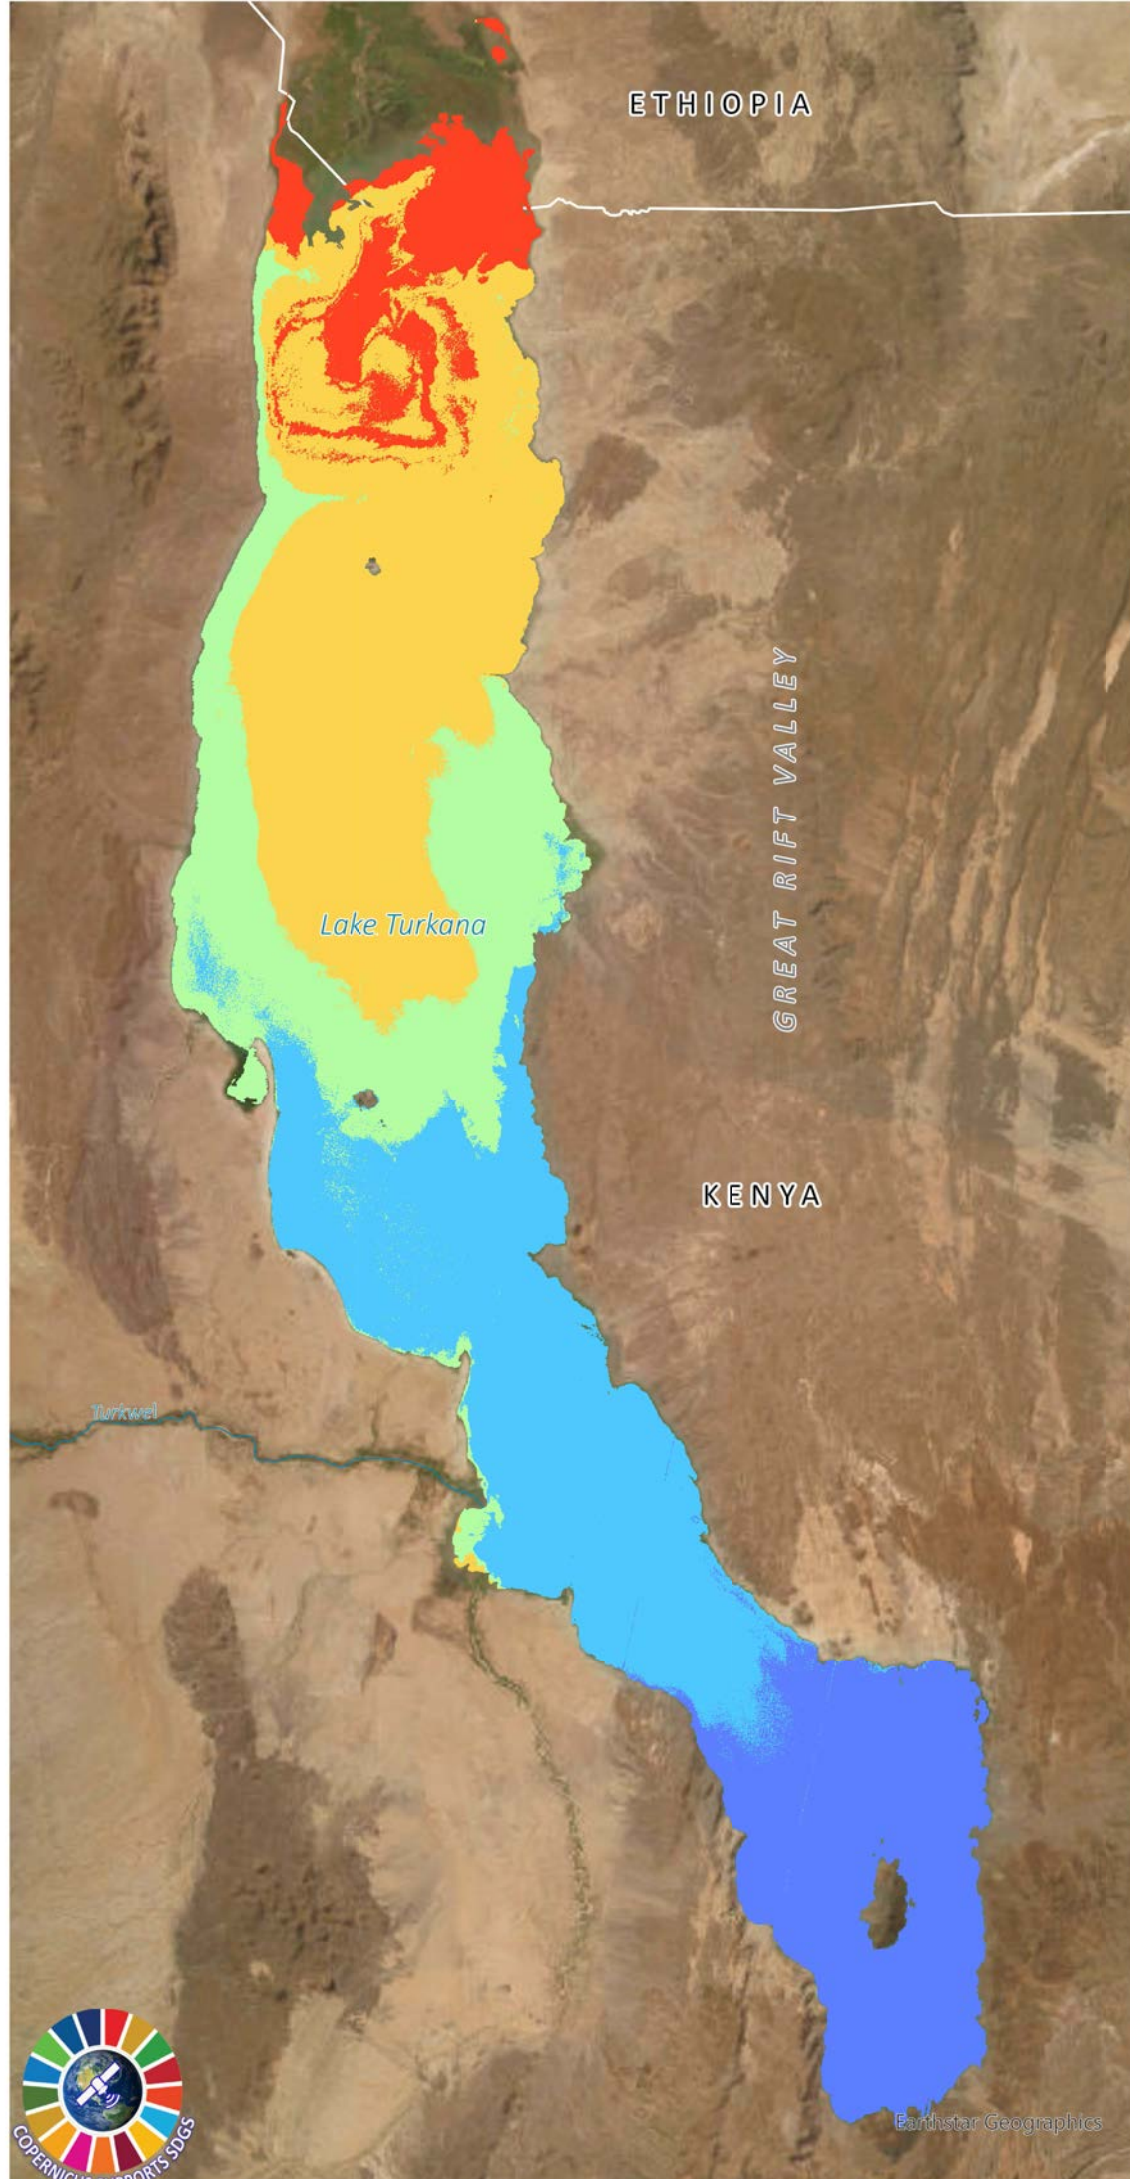 ETHIOPIA
GREAT RIFT VALLEY
Lake Turkana
KENYA
Turkwel
Earthstar Geographics
COPERNICUS SUPPORTS SDGS